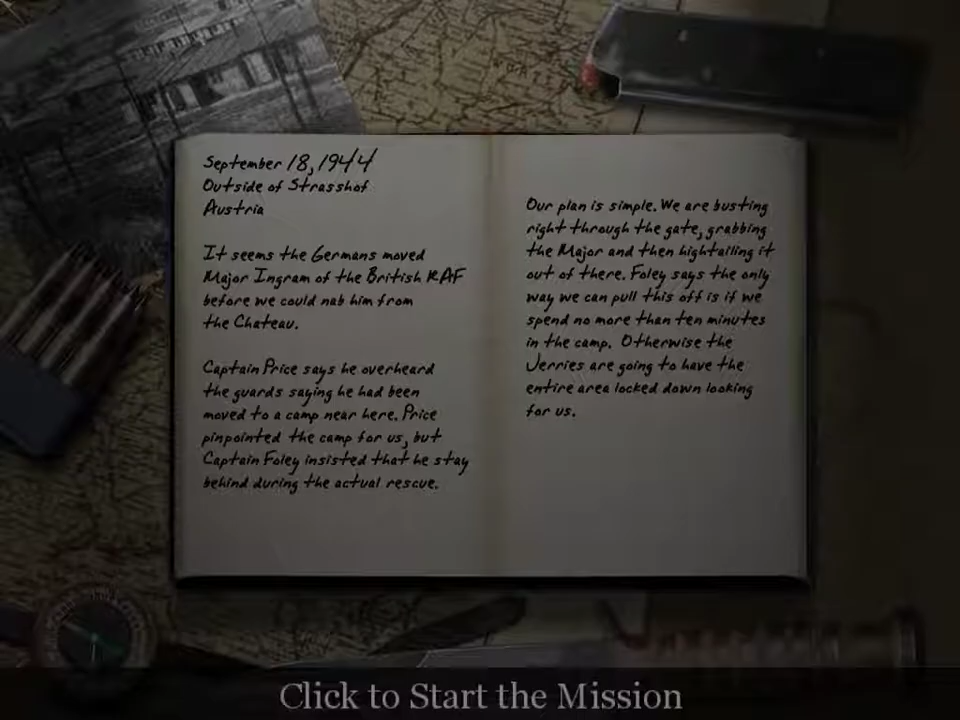 September 18, 1944
Outside of Strasshof
Austria
It seems the Germans moved
Major Ingram of the British RAF
before we could nab him from
the Chateau.
Captain Price says he overheard
the guards saying he had been
moved to a camp near here. Price
pinpointed the camp for us, but
Captain Foley insisted that he stay
behind during the actual rescue.
Our plan is simple. We are busting
right through the gate, grabbing
the Major and then hightailing it
out of there. Foley says the only
way we can pull this off is if we
spend no more than ten minutes
in the camp. Otherwise the
Jerries are going to have the
entire area locked down looking
for us.
Click to Start the Mission